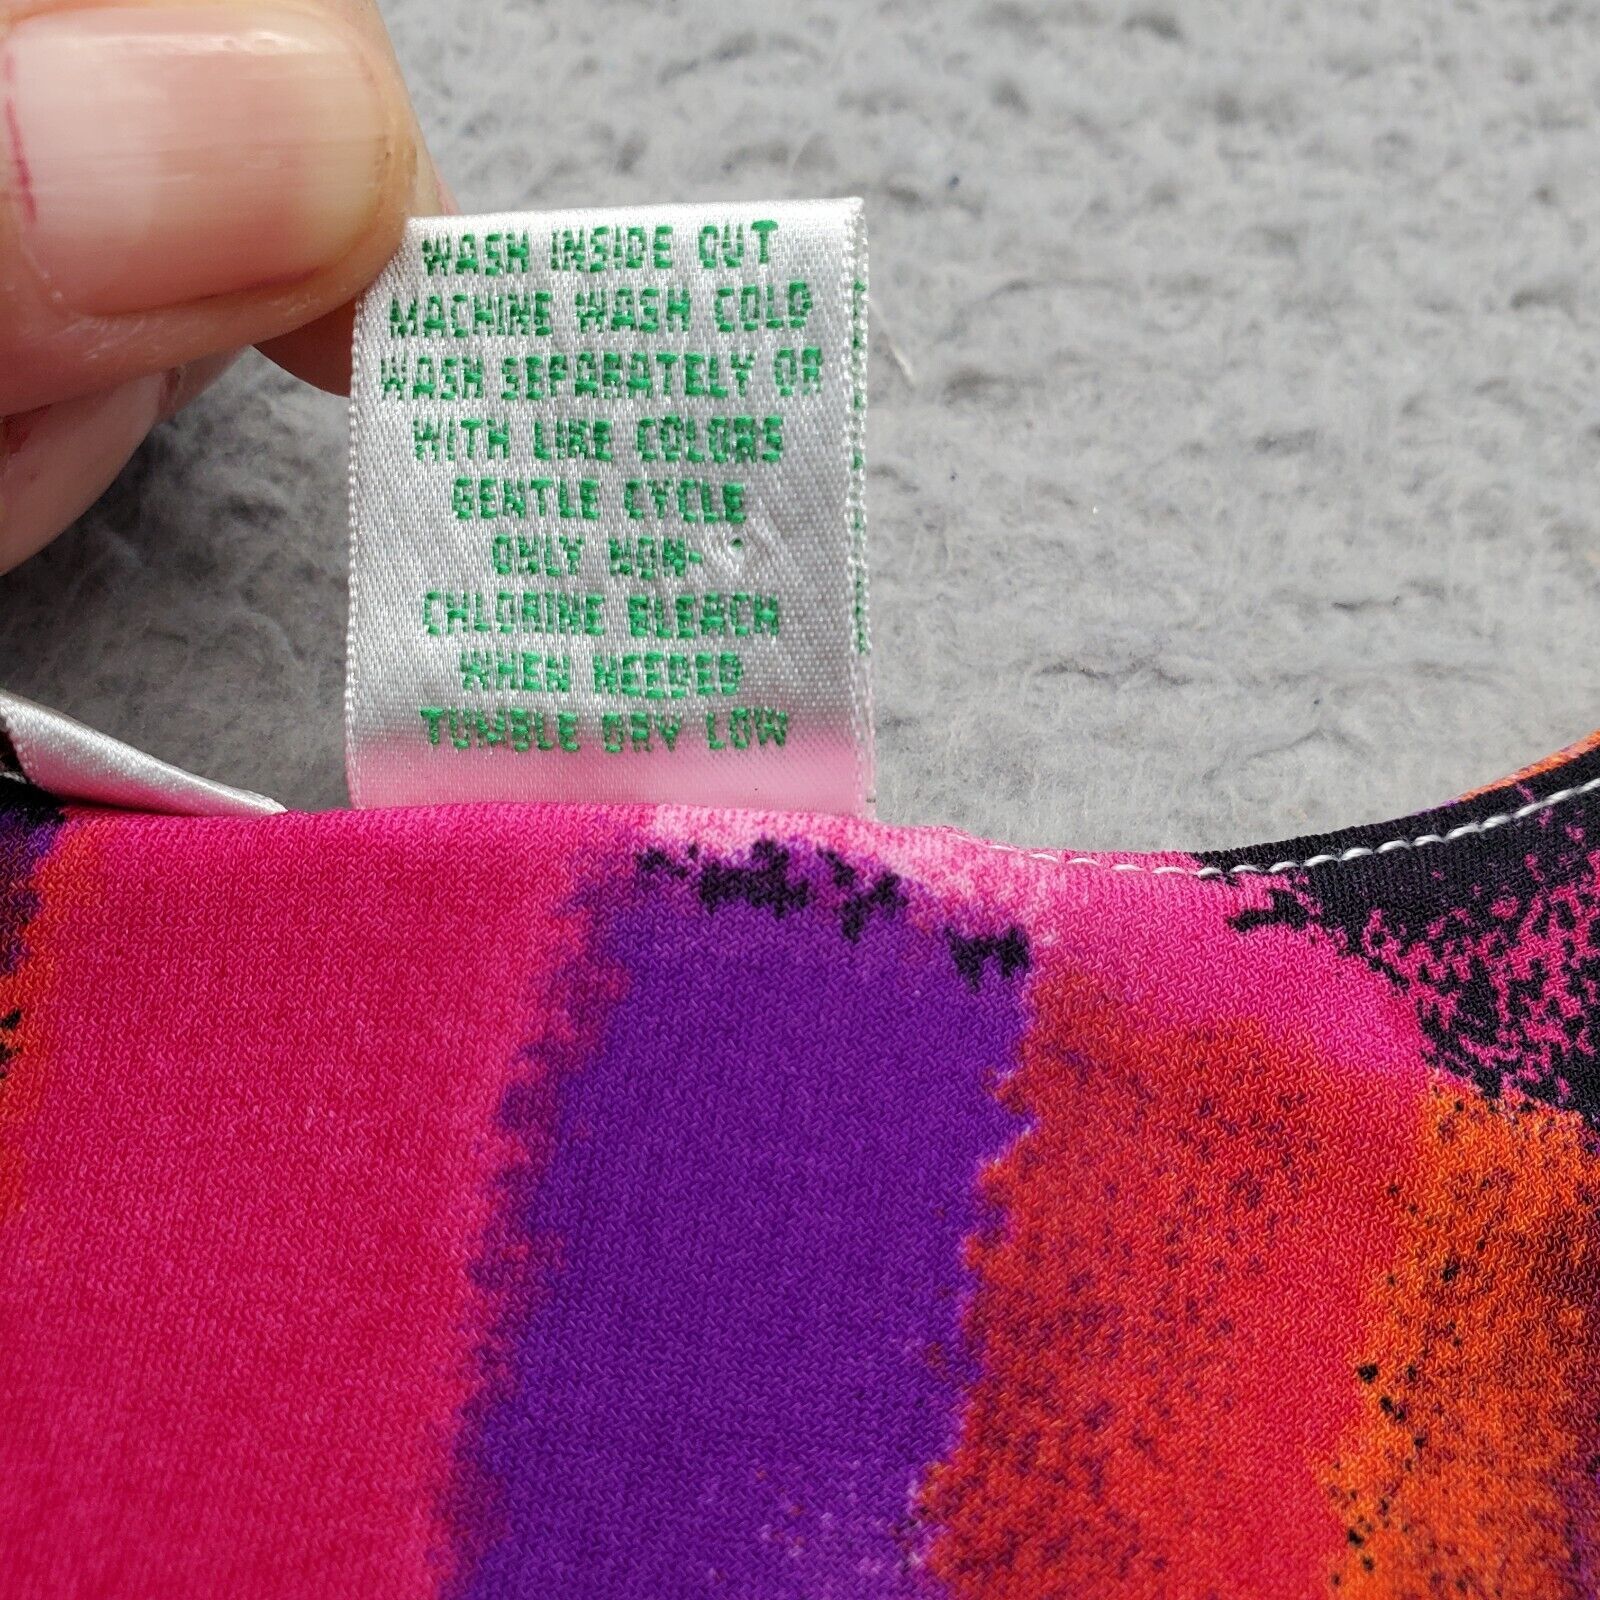 WASH INSIDE OUT
MACHINE WASH COLD
WASH SEPARATELY OR
WITH LIKE COLORS
GENTLE CYCLE
ONLY NON-
CHLORINE BLEACH
WHEN NEEDED
TUMBLE DRY LOW